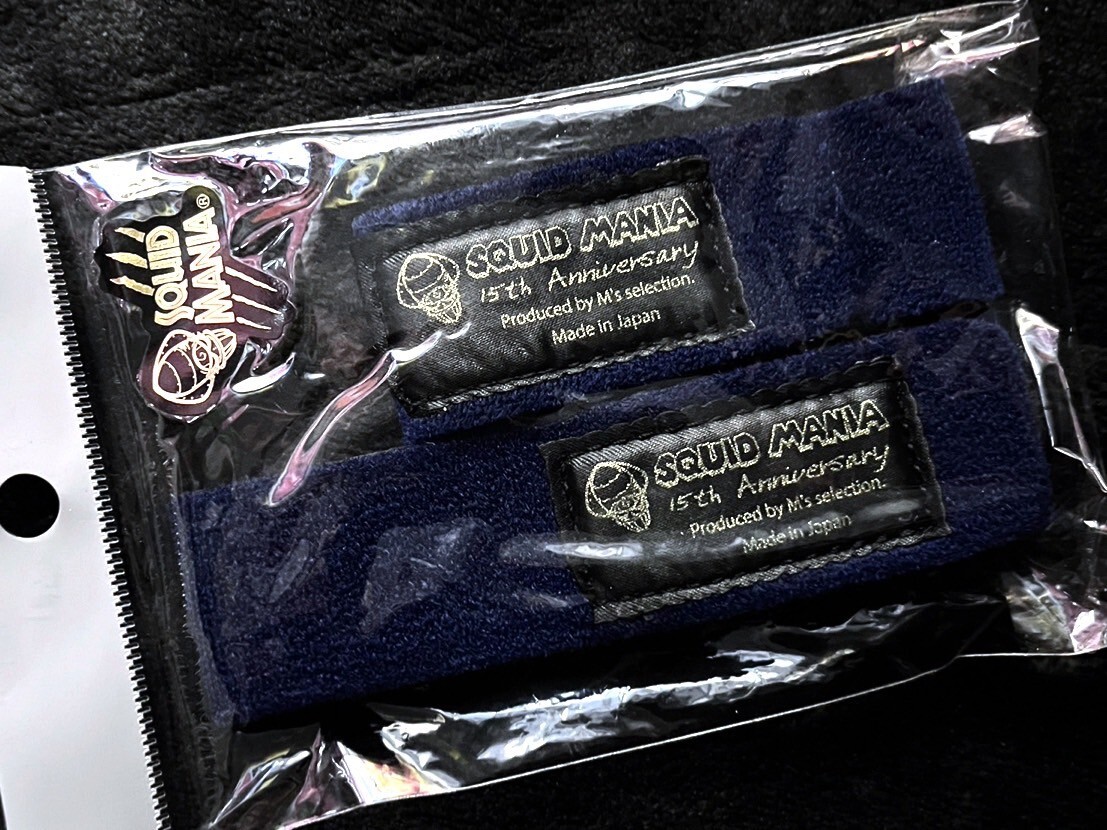 SQUID
MANIA®
SQUID MANIA
15th Anniversary
Produced by M's selection.
Made in Japan
SQUID MANIA
15th Anniversary
Produced by M's selection.
Made in Japan